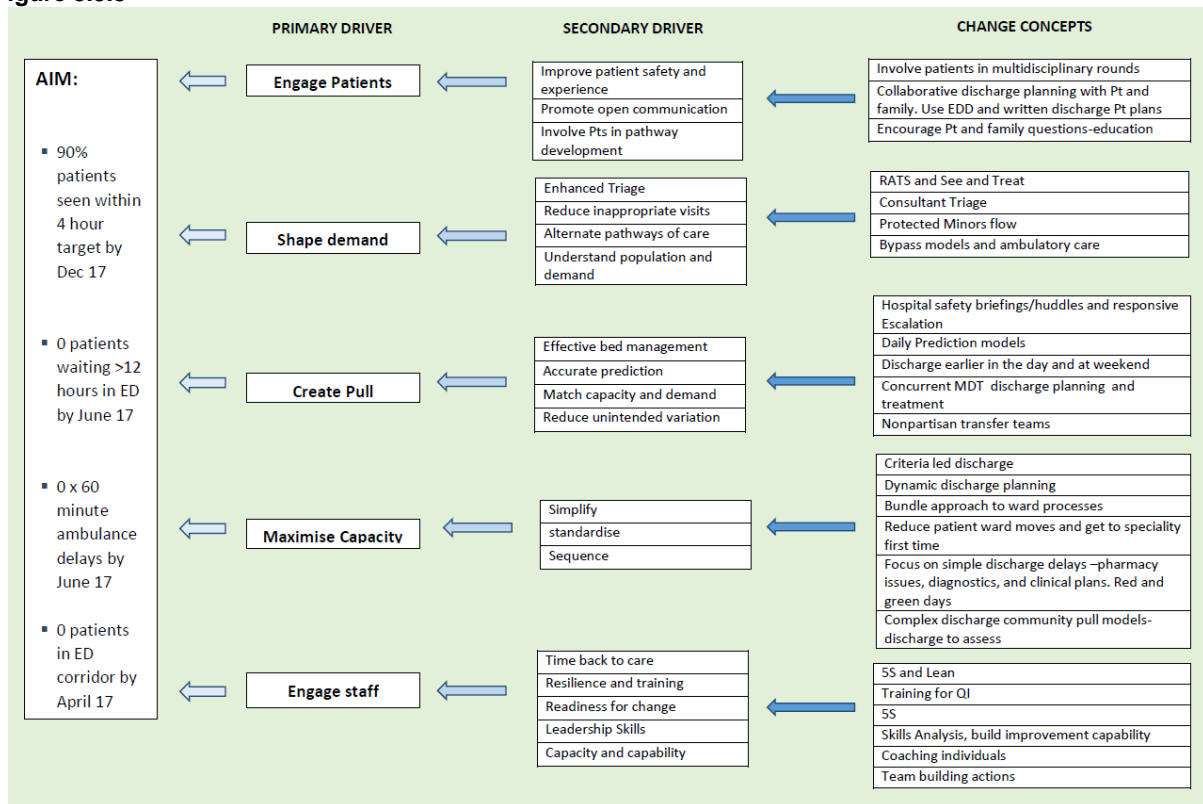 PRIMARY DRIVER
SECONDARY DRIVER
CHANGE CONCEPTS
AIM:
▪ 90%
patients
seen within
4 hour
target by
Dec 17
▪ 0 patients
waiting >12
hours in ED
by June 17
▪ 0 x 60
minute
ambulance
delays by
June 17
▪ 0 patients
in ED
corridor by
April 17
Engage Patients
Improve patient safety and
experience
Promote open communication
Involve Pts in pathway
development
Involve patients in multidisciplinary rounds
Collaborative discharge planning with Pt and
family. Use EDD and written discharge Pt plans
Encourage Pt and family questions-education
Shape demand
Enhanced Triage
Reduce inappropriate visits
Alternate pathways of care
Understand population and
demand
RATS and See and Treat
Consultant Triage
Protected Minors flow
Bypass models and ambulatory care
Create Pull
Effective bed management
Accurate prediction
Match capacity and demand
Reduce unintended variation
Hospital safety briefings/huddles and responsive
Escalation
Daily Prediction models
Discharge earlier in the day and at weekend
Concurrent MDT discharge planning and
treatment
Nonpartisan transfer teams
Maximise Capacity
Simplify
standardise
Sequence
Criteria led discharge
Dynamic discharge planning
Bundle approach to ward processes
Reduce patient ward moves and get to speciality
first time
Focus on simple discharge delays –pharmacy
issues, diagnostics, and clinical plans. Red and
green days
Complex discharge community pull models-
discharge to assess
Engage staff
Time back to care
Resilience and training
Readiness for change
Leadership Skills
Capacity and capability
5S and Lean
Training for QI
5S
Skills Analysis, build improvement capability
Coaching individuals
Team building actions